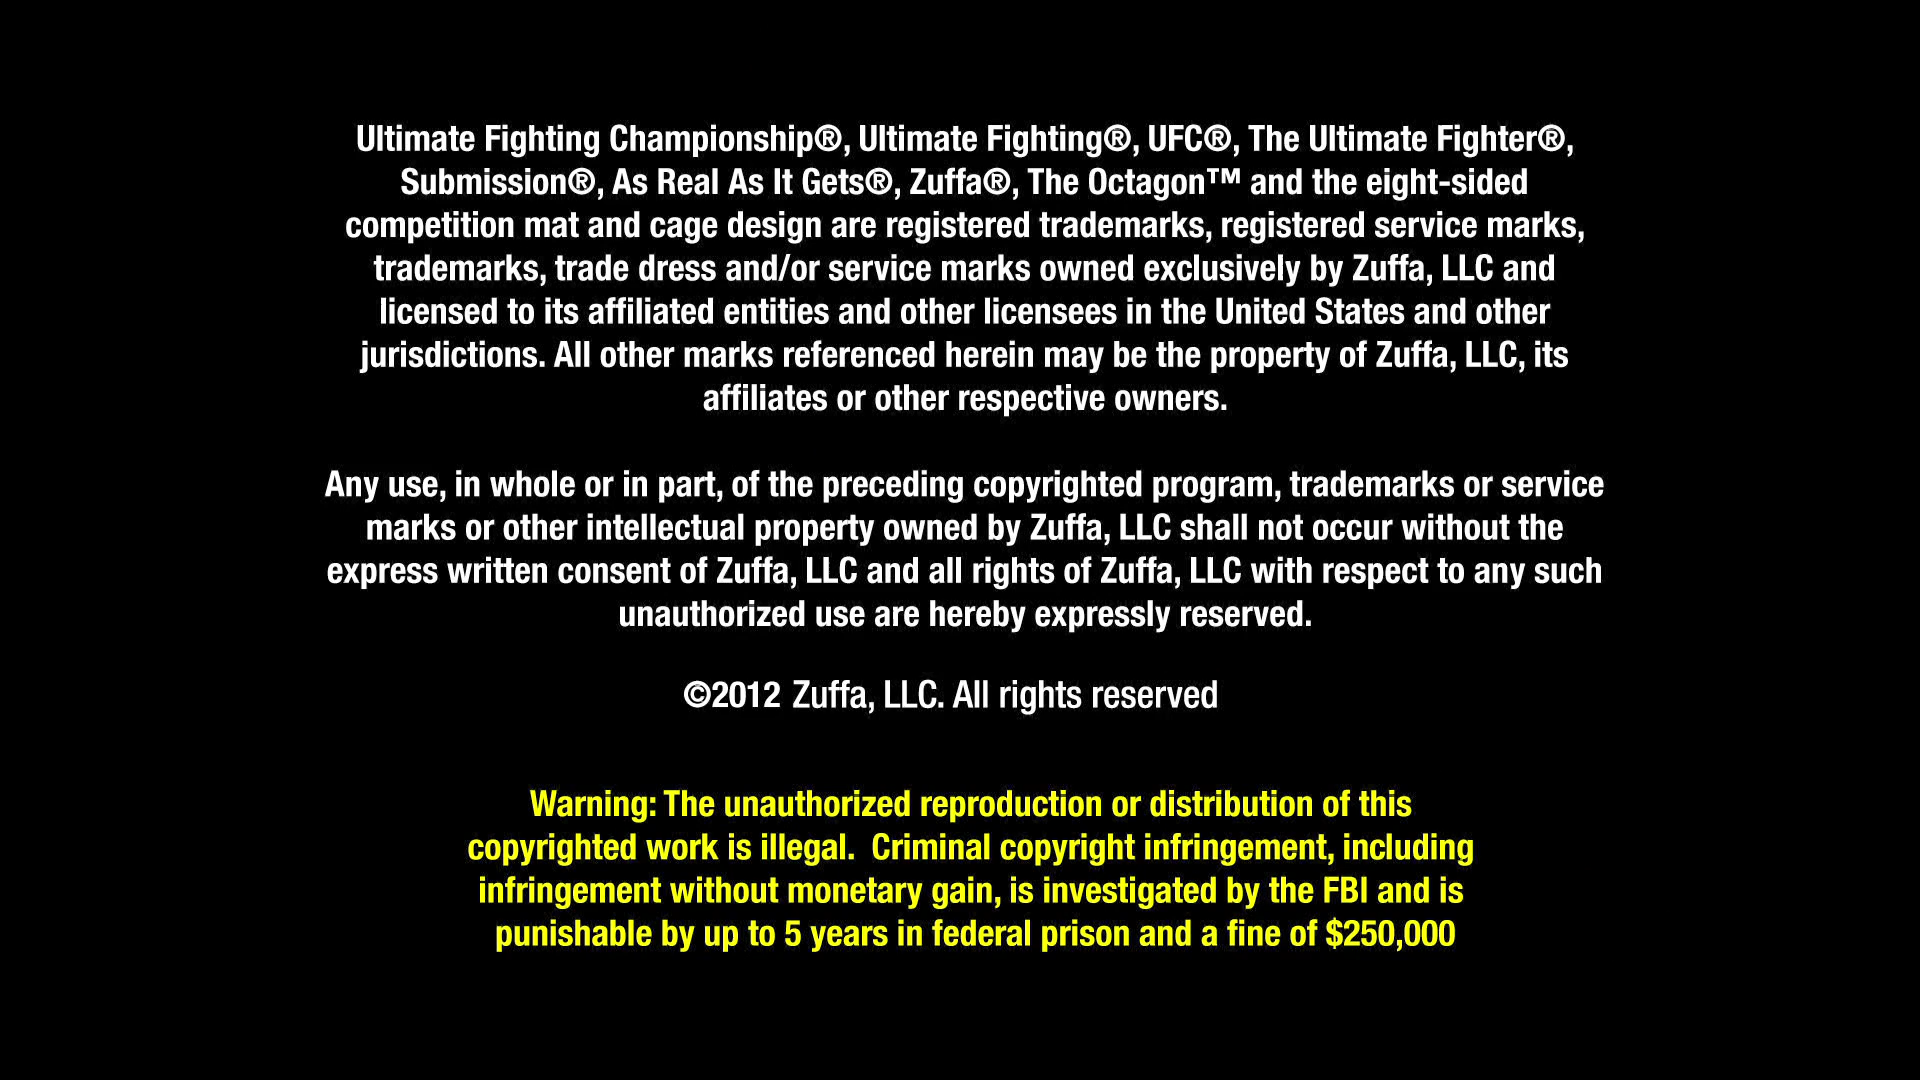 Ultimate Fighting Championship®, Ultimate Fighting®, UFC®, The Ultimate Fighter®,
Submission®, As Real As It Gets®, Zuffa®, The Octagon™ and the eight-sided
competition mat and cage design are registered trademarks, registered service marks,
trademarks, trade dress and/or service marks owned exclusively by Zuffa, LLC and
licensed to its affiliated entities and other licensees in the United States and other
jurisdictions. All other marks referenced herein may be the property of Zuffa, LLC, its
affiliates or other respective owners.
Any use, in whole or in part, of the preceding copyrighted program, trademarks or service
marks or other intellectual property owned by Zuffa, LLC shall not occur without the
express written consent of Zuffa, LLC and all rights of Zuffa, LLC with respect to any such
unauthorized use are hereby expressly reserved.
©2012 Zuffa, LLC. All rights reserved
Warning: The unauthorized reproduction or distribution of this
copyrighted work is illegal.  Criminal copyright infringement, including
infringement without monetary gain, is investigated by the FBI and is
punishable by up to 5 years in federal prison and a fine of $250,000